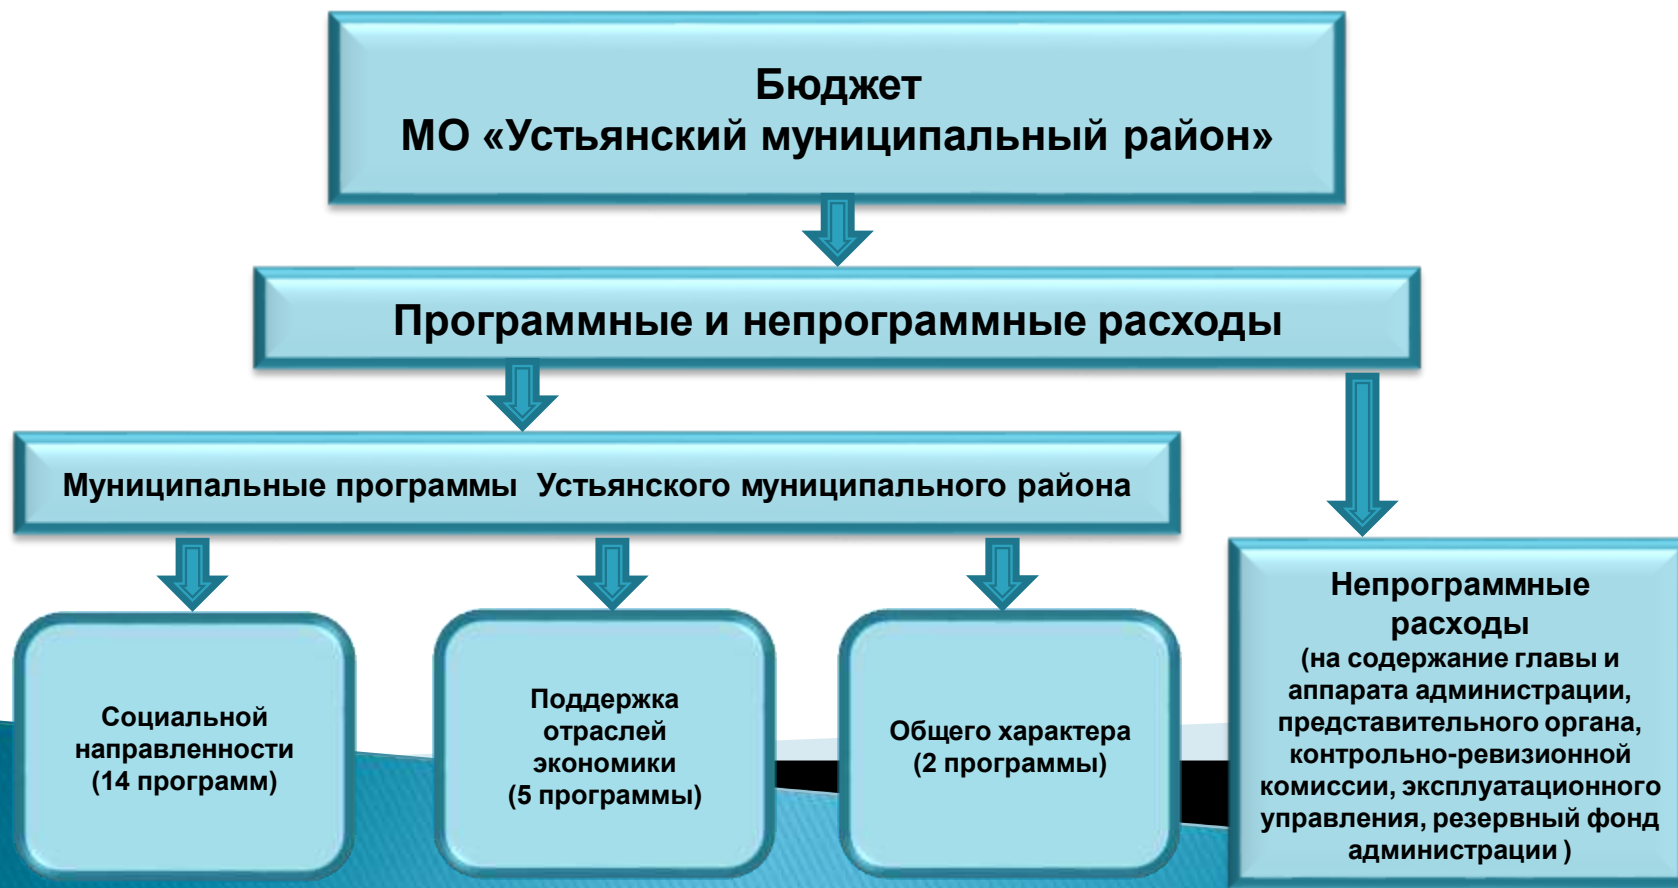 Бюджет
МО «Устьянский муниципальный район»
Программные и непрограммные расходы
Муниципальные программы Устьянского муниципального района
Социальной
направленности
(14 программ)
Поддержка
отраслей
экономики
(5 программы)
Общего характера
(2 программы)
Непрограммные
расходы
(на содержание главы и
аппарата администрации,
представительного органа,
контрольно-ревизионной
комиссии, эксплуатационного
управления, резервный фонд
администрации )